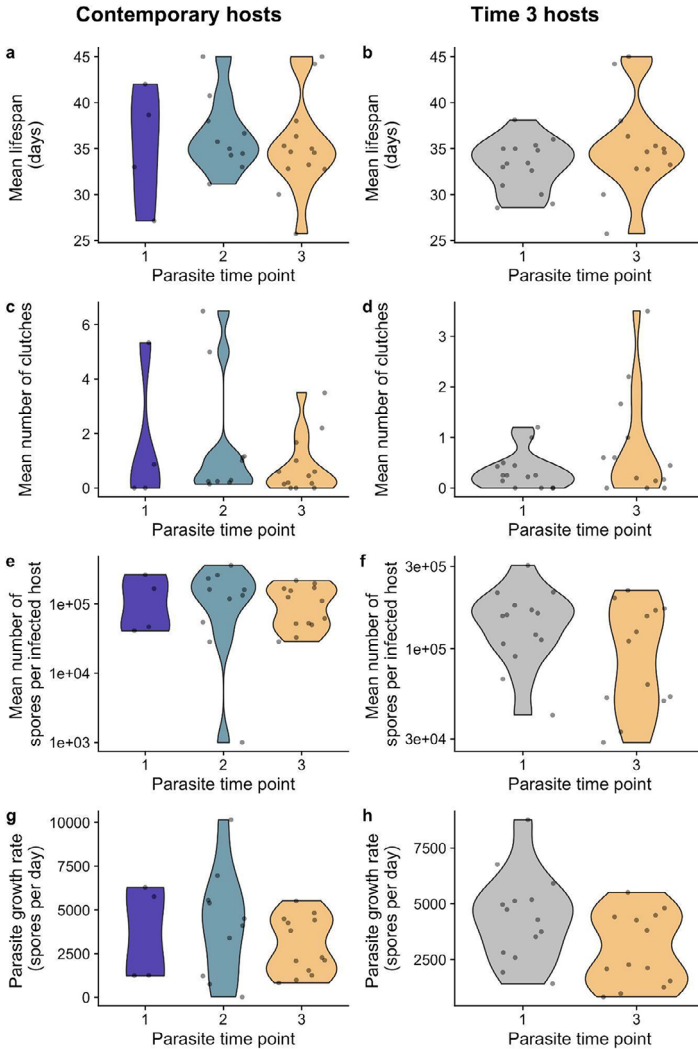 Contemporary hosts
Time 3 hosts
a
Mean lifespan
(days)
45
40
35
30
25
1 2 3
Parasite time point
b
Mean lifespan
(days)
45
40
35
30
25
1 3
Parasite time point
c
Mean number of clutches
6
4
2
0
1 2 3
Parasite time point
d
Mean number of clutches
3
2
1
0
1 3
Parasite time point
e
Mean number of
spores per infected host
1e+05
1e+04
1e+03
1 2 3
Parasite time point
f
Mean number of
spores per infected host
3e+05
1e+05
3e+04
1 3
Parasite time point
g
Parasite growth rate
(spores per day)
10000
7500
5000
2500
0
1 2 3
Parasite time point
h
Parasite growth rate
(spores per day)
7500
5000
2500
1 3
Parasite time point